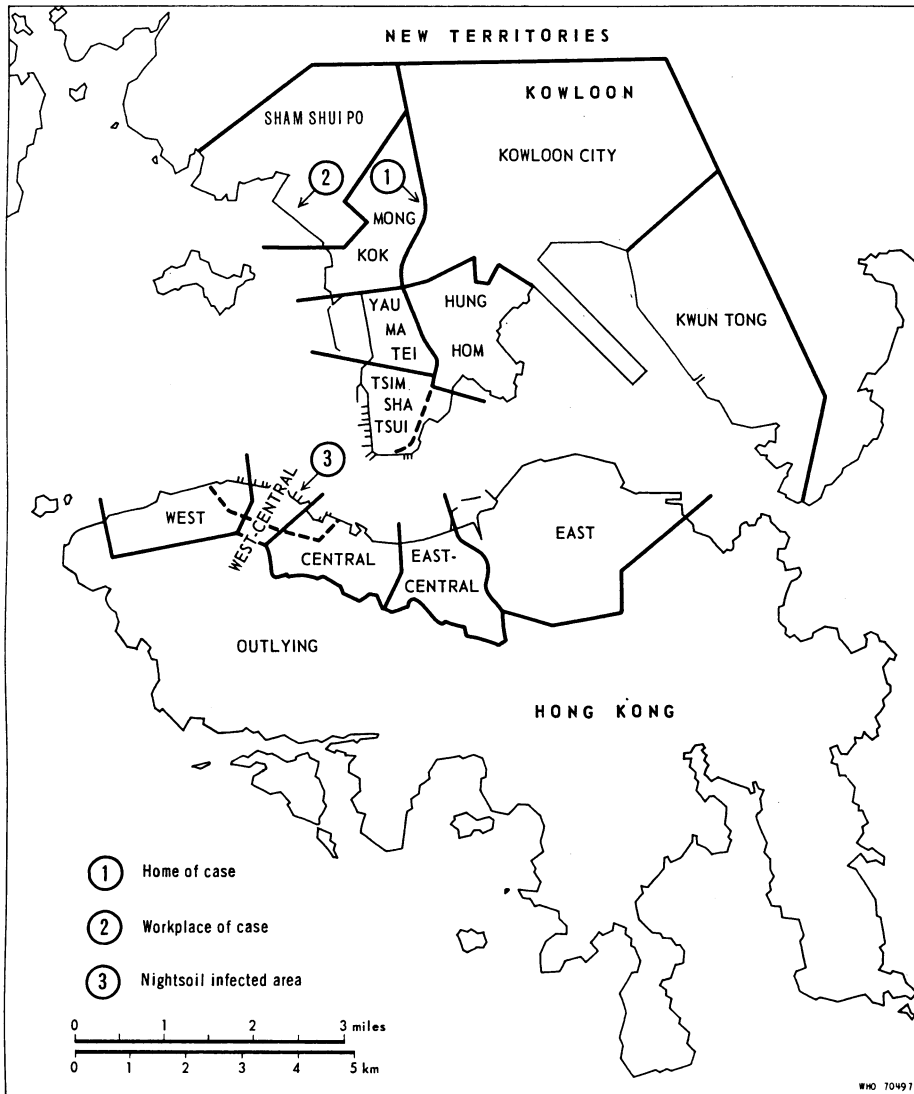 NEW TERRITORIES
KOWLOON
SHAM SHUI PO
KOWLOON CITY
2
1
MONG
KOK
YAU
MA
TEI
HUNG
HOM
KWUN TONG
TSIM
SHA
TSUI
3
WEST
WEST-CENTRAL
CENTRAL
EAST-
CENTRAL
EAST
OUTLYING
HONG KONG
1 Home of case
2 Workplace of case
3 Nightsoil infected area
0 1 2 3 miles
0 1 2 3 4 5 km
WHO 70497